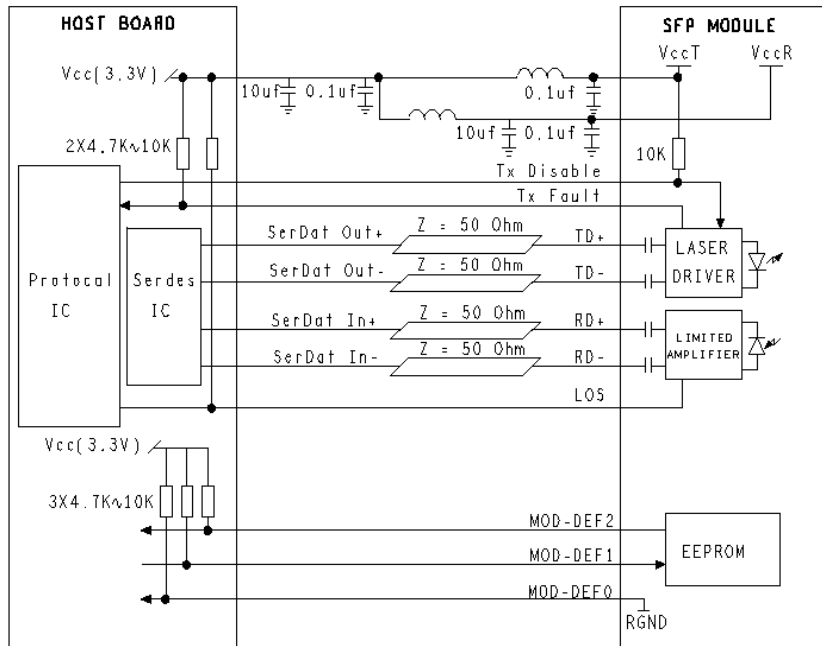 HOST BOARD
SFP MODULE
VccT
VccR
Vcc(3.3V)
10uf
0.1uf
0.1uf
10uf
0.1uf
2X4.7K∿10K
10K
Tx Disable
Tx Fault
SerDat Out+
Z = 50 Ohm
TD+
SerDat Out-
Z = 50 Ohm
TD-
LASER
DRIVER
Protocal
IC
Serdes
IC
SerDat In+
Z = 50 Ohm
RD+
SerDat In-
Z = 50 Ohm
RD-
LIMITED
AMPLIFIER
LOS
Vcc(3.3V)
3X4.7K∿10K
MOD-DEF2
MOD-DEF1
EEPROM
MOD-DEF0
RGND